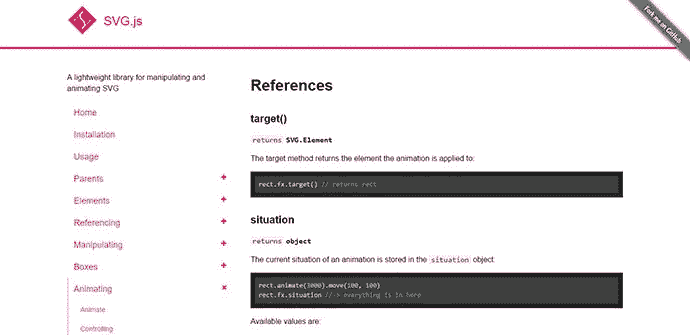 SVG.js
Fork me on GitHub
A lightweight library for manipulating and
animating SVG
Home
Installation
Usage
Parents +
Elements +
Referencing +
Manipulating +
Boxes +
Animating ×
Animate
Controlling
References
target()
returns SVG.Element
The target method returns the element the animation is applied to:
rect.fx.target() // returns rect
situation
returns object
The current situation of an animation is stored in the situation object:
rect.animate(3000).move(100, 100)
rect.fx.situation //-> everything is in here
Available values are: